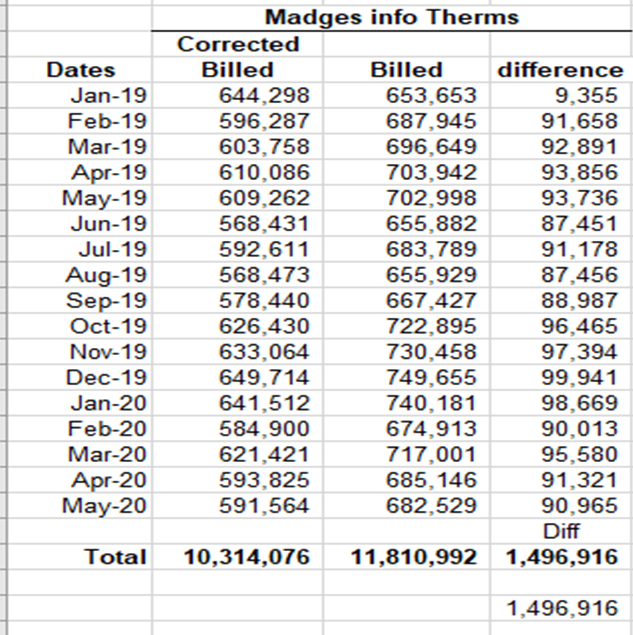 Madges info Therms
Corrected
Dates Billed Billed difference
Jan-19 644,298 653,653 9,355
Feb-19 596,287 687,945 91,658
Mar-19 603,758 696,649 92,891
Apr-19 610,086 703,942 93,856
May-19 609,262 702,998 93,736
Jun-19 568,431 655,882 87,451
Jul-19 592,611 683,789 91,178
Aug-19 568,473 655,929 87,456
Sep-19 578,440 667,427 88,987
Oct-19 626,430 722,895 96,465
Nov-19 633,064 730,458 97,394
Dec-19 649,714 749,655 99,941
Jan-20 641,512 740,181 98,669
Feb-20 584,900 674,913 90,013
Mar-20 621,421 717,001 95,580
Apr-20 593,825 685,146 91,321
May-20 591,564 682,529 90,965
Diff
Total 10,314,076 11,810,992 1,496,916
1,496,916